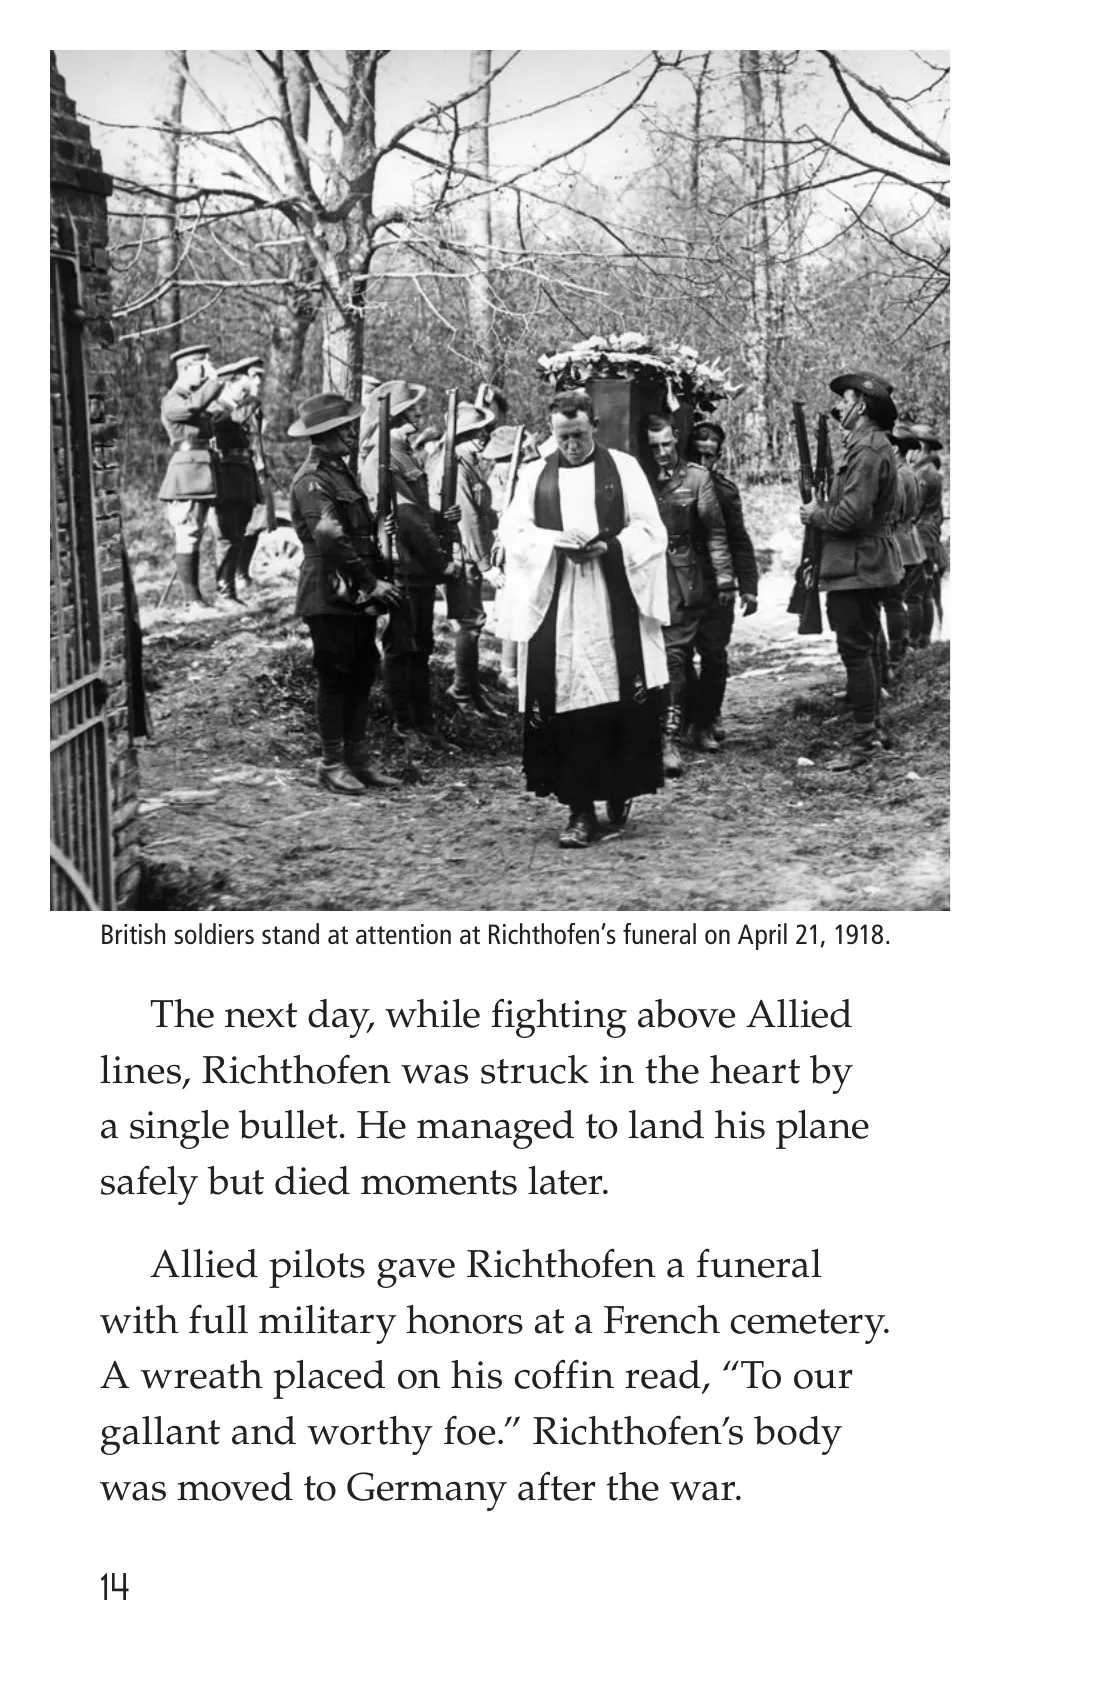 British soldiers stand at attention at Richthofen’s funeral on April 21, 1918.
The next day, while fighting above Allied
lines, Richthofen was struck in the heart by
a single bullet. He managed to land his plane
safely but died moments later.
Allied pilots gave Richthofen a funeral
with full military honors at a French cemetery.
A wreath placed on his coffin read, “To our
gallant and worthy foe.” Richthofen’s body
was moved to Germany after the war.
14